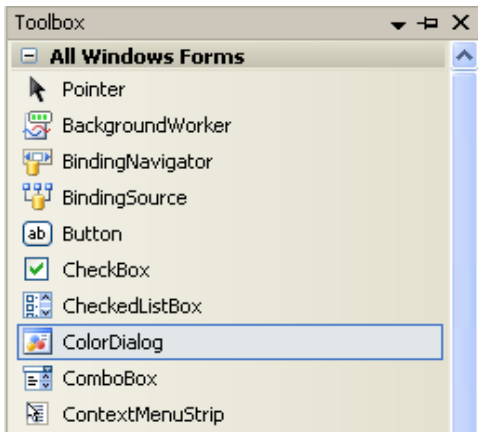 Toolbox
All Windows Forms
Pointer
BackgroundWorker
BindingNavigator
BindingSource
ab Button
CheckBox
CheckedListBox
ColorDialog
ComboBox
ContextMenuStrip